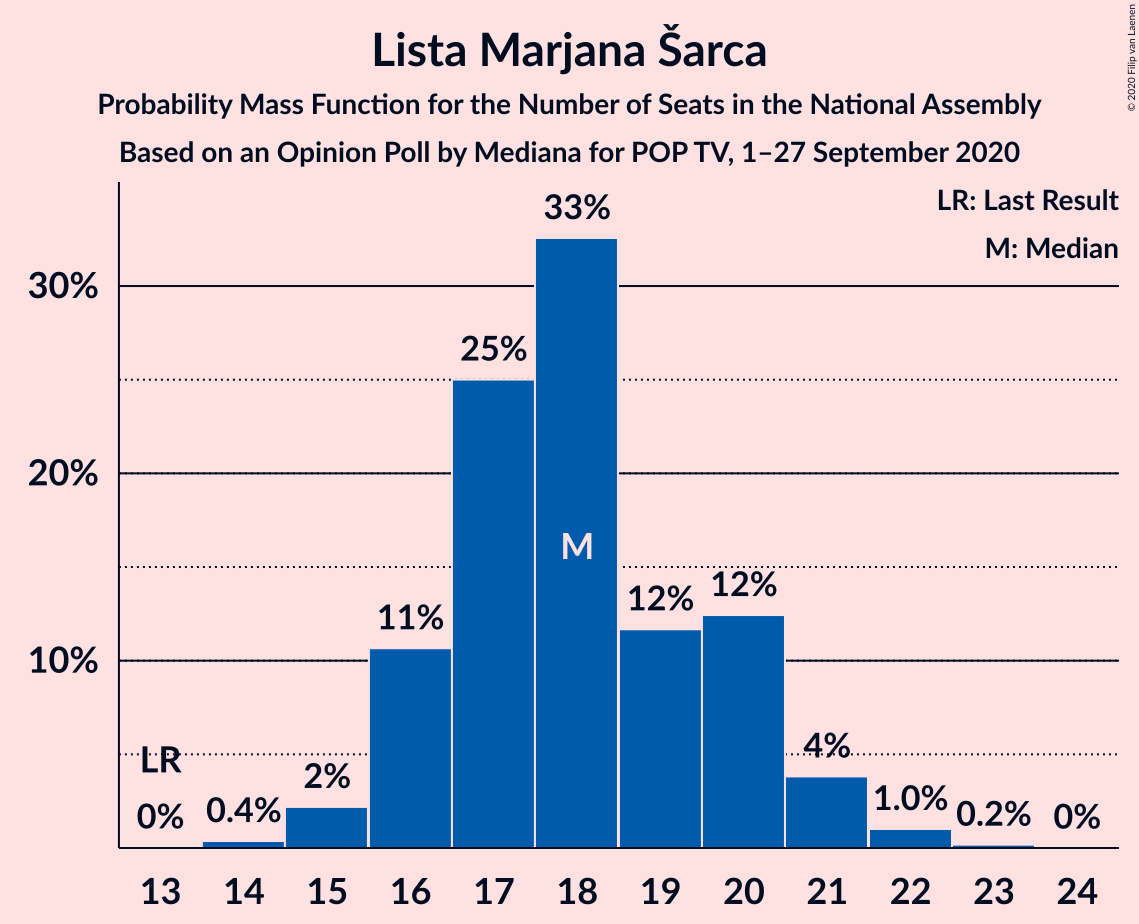 Lista Marjana Šarca
Probability Mass Function for the Number of Seats in the National Assembly
Based on an Opinion Poll by Mediana for POP TV, 1–27 September 2020
© 2020 Filip van Laenen
LR: Last Result
M: Median
33%
30%
25%
20%
M
12%
12%
11%
10%
LR
4%
2%
1.0%
0.4%
0.2%
0%
0%
13 14 15 16 17 18 19 20 21 22 23 24